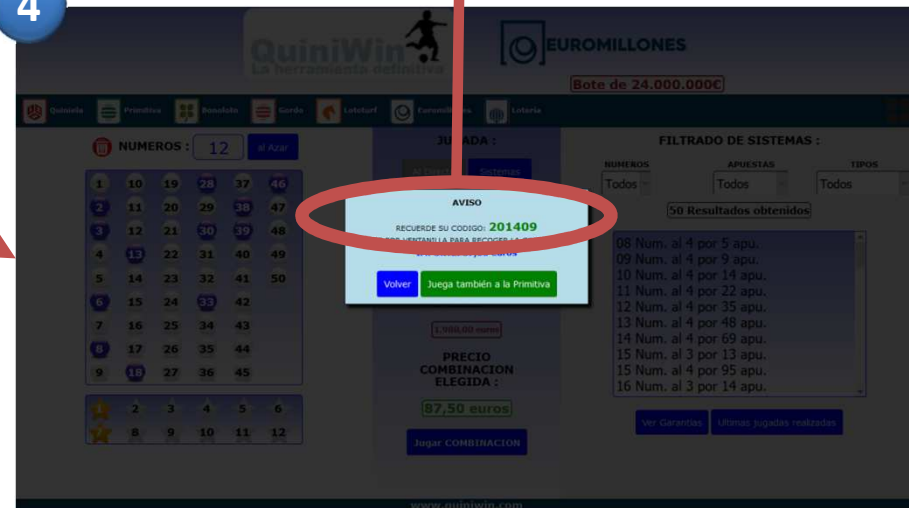 4
QuiniWin
La herramienta definitiva
EUROMILLONES
Bote de 24.000.000€
Quiniela Primitiva Bonoloto Gordo Lototurf Euromillones Loteria
NUMEROS : 12 al Azar
1 10 19 28 37 46
2 11 20 29 38 47
3 12 21 30 39 48
4 13 22 31 40 49
5 14 23 32 41 50
6 15 24 33 42
7 16 25 34 43
8 17 26 35 44
9 18 27 36 45
1 2 3 4 5 6
7 8 9 10 11 12
JUGADA :
Sistemas
AVISO
RECUERDE SU CODIGO: 201409
POR VENTANILLA PARA RECOGER
euros
Volver Juega también a la Primitiva
1.980,00 euros
PRECIO
COMBINACION
ELEGIDA :
87,50 euros
Jugar COMBINACION
FILTRADO DE SISTEMAS :
NUMEROS APUESTAS TIPOS
Todos Todos Todos
50 Resultados obtenidos
08 Num. al 4 por 5 apu.
09 Num. al 4 por 9 apu.
10 Num. al 4 por 14 apu.
11 Num. al 4 por 22 apu.
12 Num. al 4 por 35 apu.
13 Num. al 4 por 48 apu.
14 Num. al 4 por 69 apu.
15 Num. al 3 por 13 apu.
15 Num. al 4 por 95 apu.
16 Num. al 3 por 14 apu.
Ver Garantias Ultimas jugadas realizadas
www.quiniwin.com